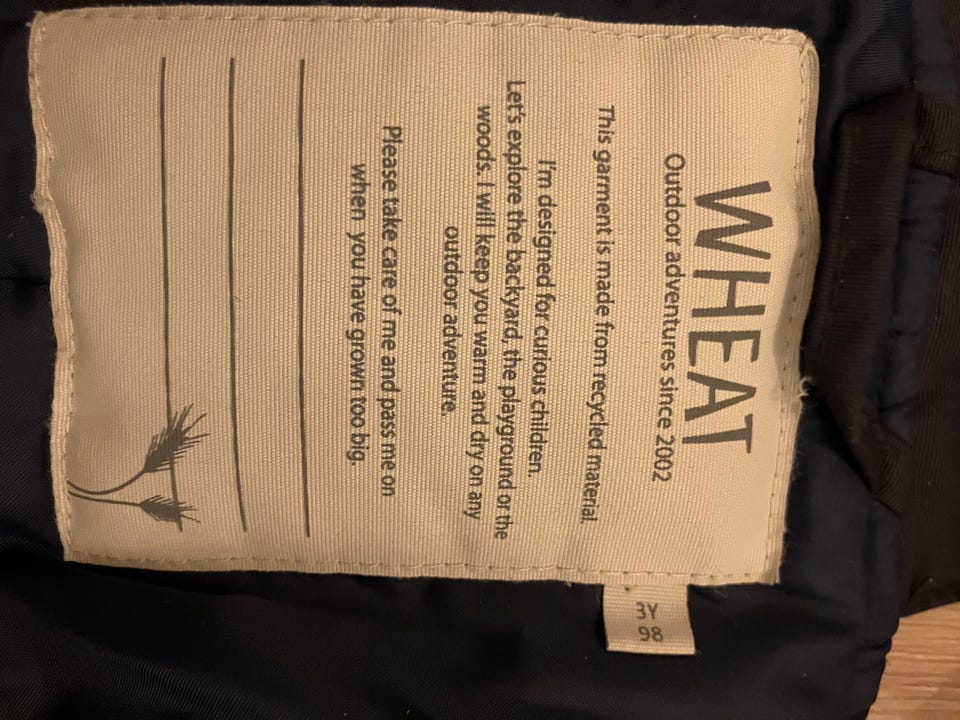 WHEAT
Outdoor adventures since 2002
This garment is made from recycled material.
I'm designed for curious children.
Let's explore the backyard, the playground or the
woods. I will keep you warm and dry on any
outdoor adventure.
Please take care of me and pass me on
when you have grown too big.
3Y
98